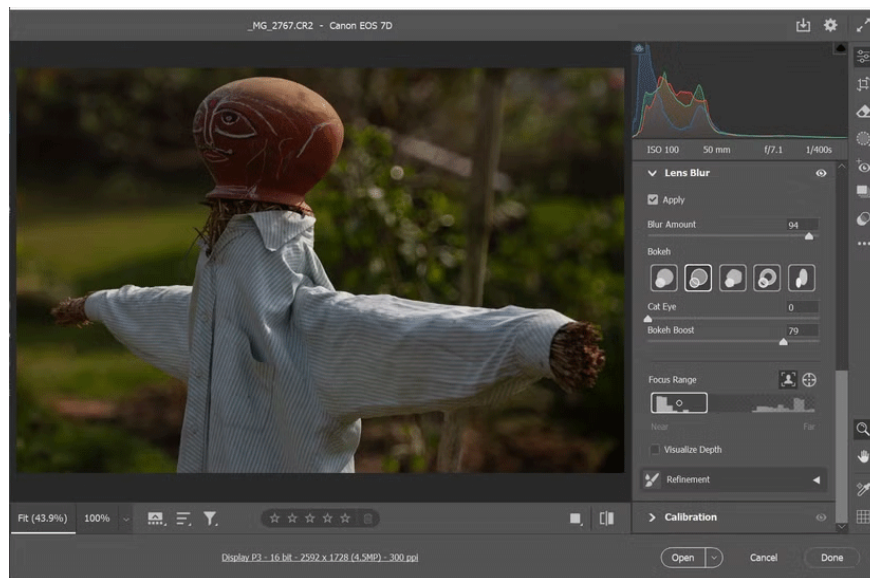 _MG_2767.CR2 - Canon EOS 7D
ISO 100 50 mm f/7.1 1/400s
Lens Blur
Apply
Blur Amount 94
Bokeh
Cat Eye 0
Bokeh Boost 79
Focus Range
Near Far
Visualize Depth
Refinement
Fit (43.9%) 100%
Calibration
Display P3 - 16 bit - 2592 x 1728 (4.5MP) - 300 ppi
Open Cancel Done